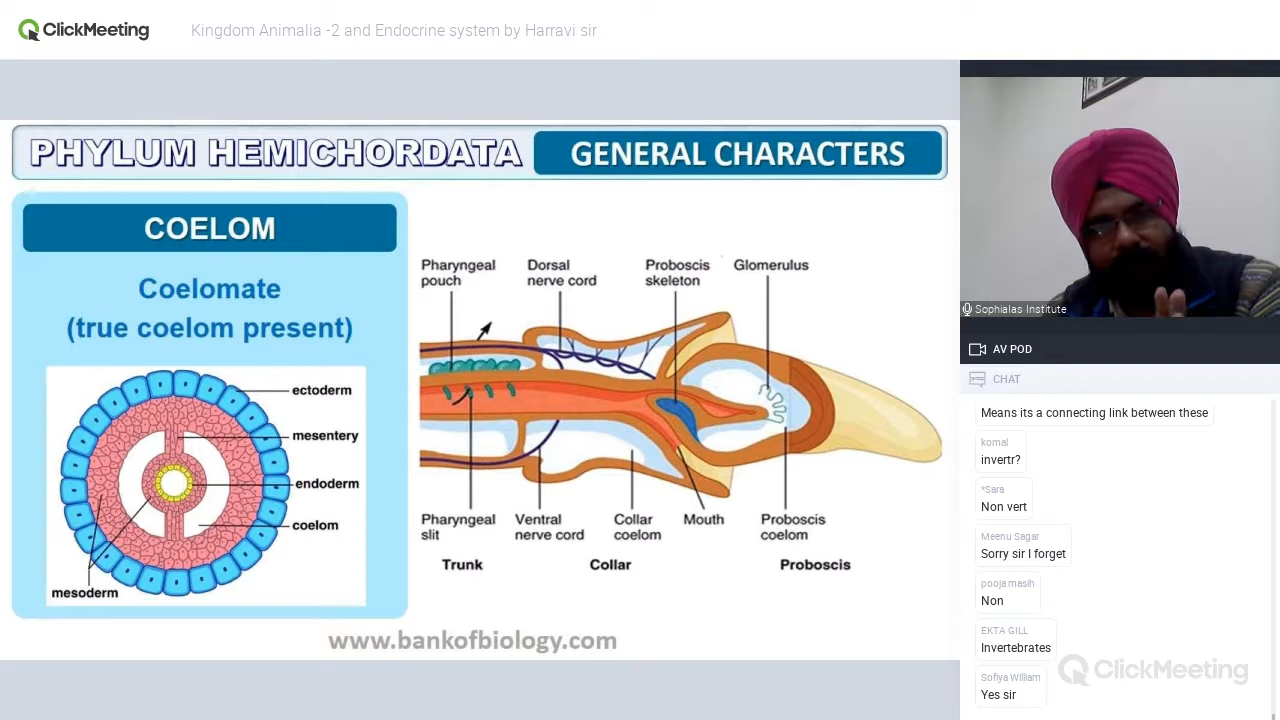 ClickMeeting
Kingdom Animalia -2 and Endocrine system by Harravi sir
PHYLUM HEMICHORDATA
GENERAL CHARACTERS
COELOM
Coelomate
(true coelom present)
ectoderm
mesentery
endoderm
coelom
mesoderm
Pharyngeal
pouch
Dorsal
nerve cord
Proboscis
skeleton
Glomerulus
Pharyngeal
slit
Ventral
nerve cord
Collar
coelom
Mouth
Proboscis
coelom
Trunk
Collar
Proboscis
www.bankofbiology.com
Sophialas Institute
AV POD
CHAT
Means its a connecting link between these
komal
invertr?
*Sara
Non vert
Meenu Sagar
Sorry sir I forget
pooja masih
Non
EKTA GILL
Invertebrates
Sofiya William
Yes sir
ClickMeeting